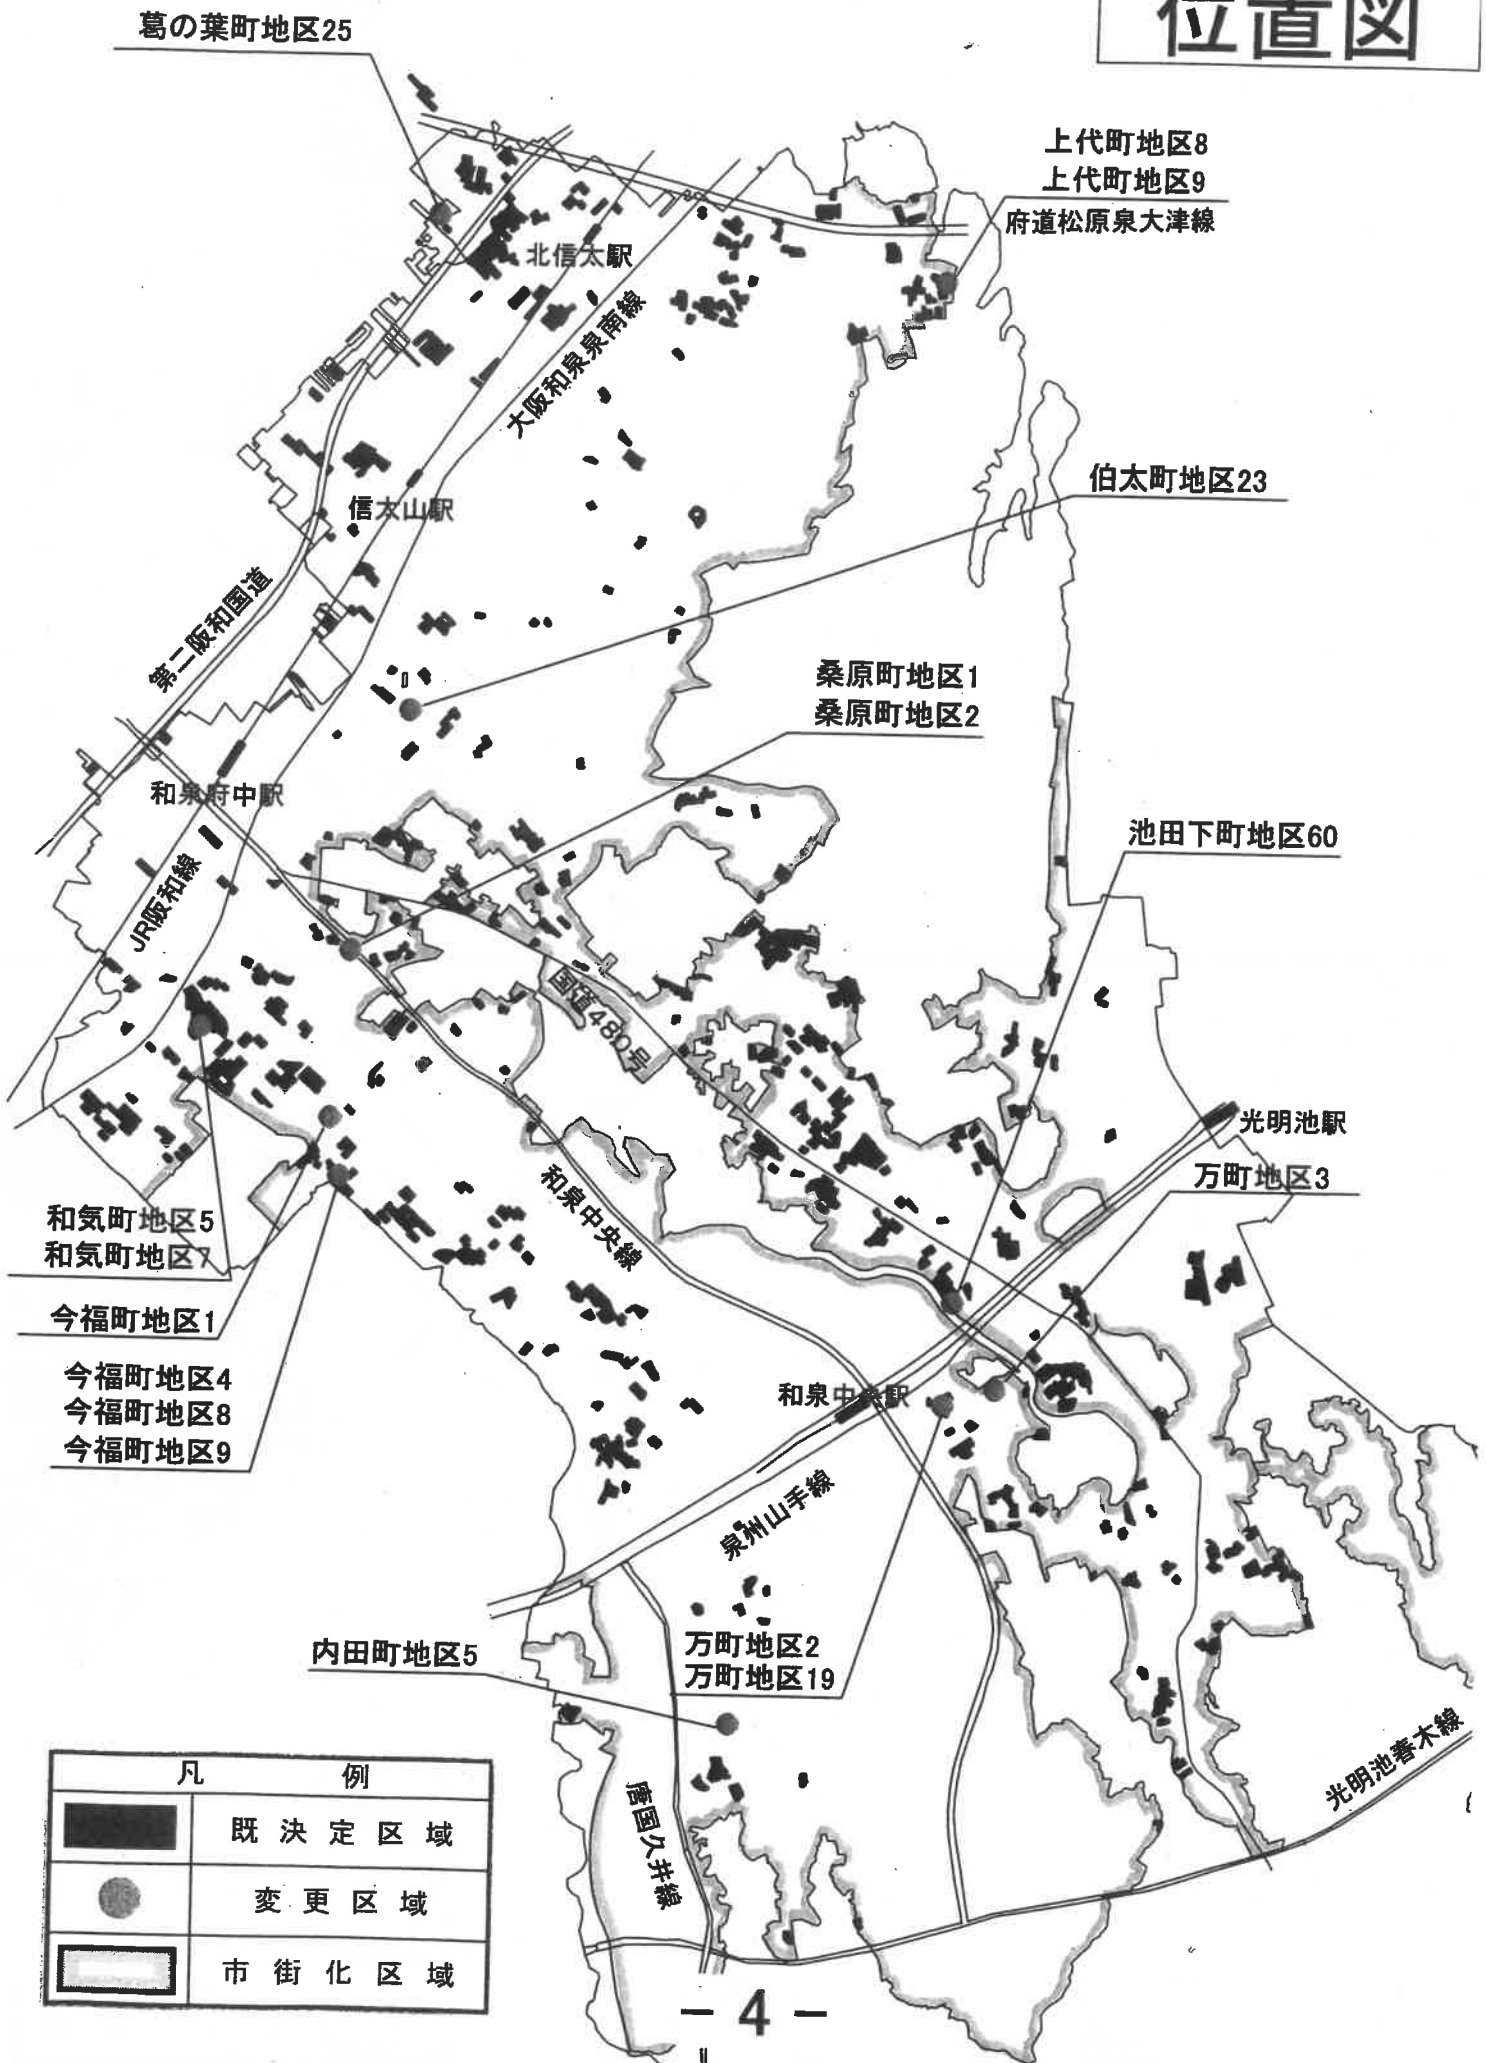 位置図
葛の葉町地区25
上代町地区8
上代町地区9
府道松原泉大津線
北信太駅
大阪和泉泉南線
伯太町地区23
信太山駅
第二阪和国道
桑原町地区1
桑原町地区2
和泉府中駅
池田下町地区60
JR阪和線
国道480号
光明池駅
万町地区3
和泉中央線
和気町地区5
和気町地区7
今福町地区1
今福町地区4
今福町地区8
今福町地区9
和泉中央駅
泉州山手線
内田町地区5
万町地区2
万町地区19
唐国久井線
光明池春木線
凡 例
既決定区域
変更区域
市街化区域
－4－